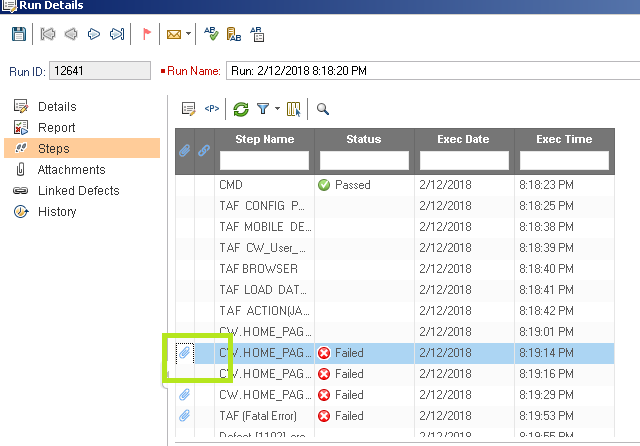 Run Details
Run ID: 12641 Run Name: Run: 2/12/2018 8:18:20 PM
Details
Report
Steps
Attachments
Linked Defects
History
Step Name Status Exec Date Exec Time
CMD Passed 2/12/2018 8:18:23 PM
TAF CONFIG P... 2/12/2018 8:18:25 PM
TAF MOBILE DE... 2/12/2018 8:18:38 PM
TAF CW_User_... 2/12/2018 8:18:39 PM
TAF BROWSER 2/12/2018 8:18:40 PM
TAF LOAD DAT... 2/12/2018 8:18:41 PM
TAF ACTION(JA... 2/12/2018 8:18:42 PM
CW.HOME_PAG... 2/12/2018 8:19:01 PM
CW.HOME_PAG... Failed 2/12/2018 8:19:14 PM
CW.HOME_PAG... Failed 2/12/2018 8:19:16 PM
CW.HOME_PAG... Failed 2/12/2018 8:19:29 PM
TAF (Fatal Error) Failed 2/12/2018 8:19:53 PM
2/12/2018 8:19:55 PM